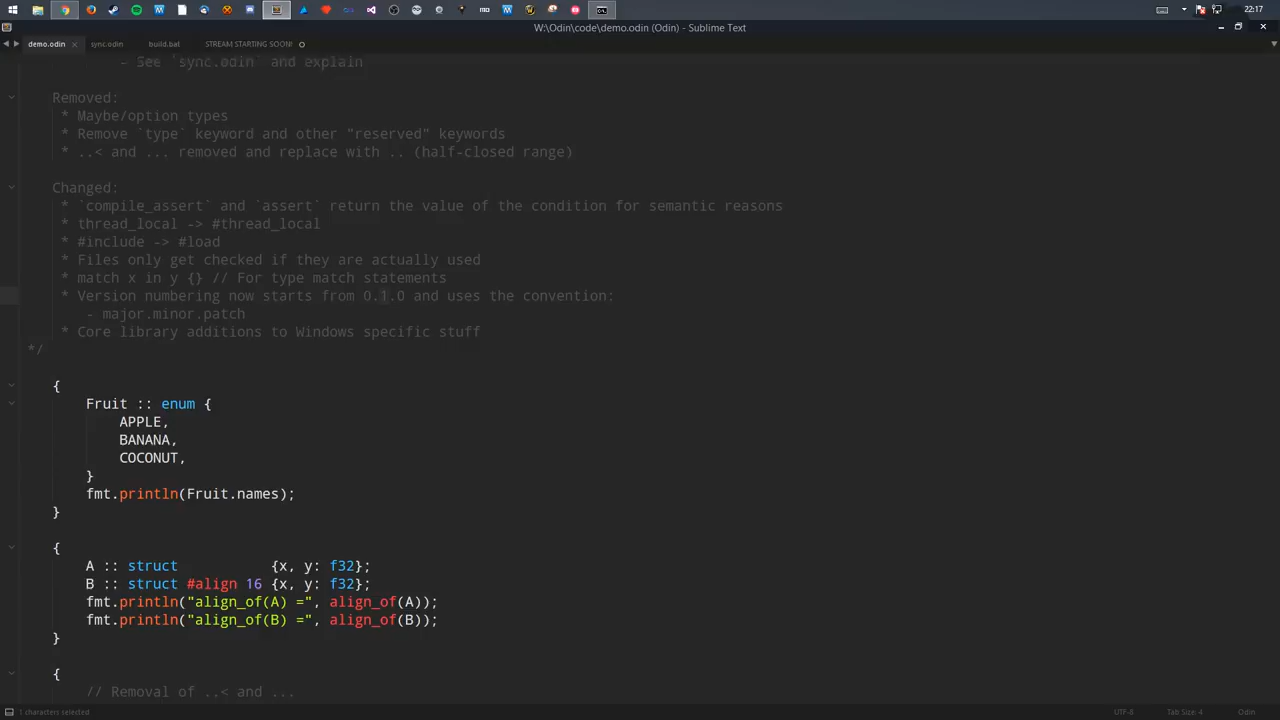 22:17
W:\Odin\code\demo.odin (Odin) - Sublime Text
demo.odin sync.odin build.bat STREAM STARTING SOON!
- See `sync.odin` and explain
Removed:
* Maybe/option types
* Remove `type` keyword and other "reserved" keywords
* ..< and ... removed and replace with .. (half-closed range)
Changed:
* `compile_assert` and `assert` return the value of the condition for semantic reasons
* thread_local -> #thread_local
* #include -> #load
* Files only get checked if they are actually used
* match x in y {} // For type match statements
* Version numbering now starts from 0.1.0 and uses the convention:
- major.minor.patch
* Core library additions to Windows specific stuff
*/
{
Fruit :: enum {
APPLE,
BANANA,
COCONUT,
}
fmt.println(Fruit.names);
}
{
A :: struct {x, y: f32};
B :: struct #align 16 {x, y: f32};
fmt.println("align_of(A) =", align_of(A));
fmt.println("align_of(B) =", align_of(B));
}
{
// Removal of ..< and ...
1 characters selected UTF-8 Tab Size: 4 Odin